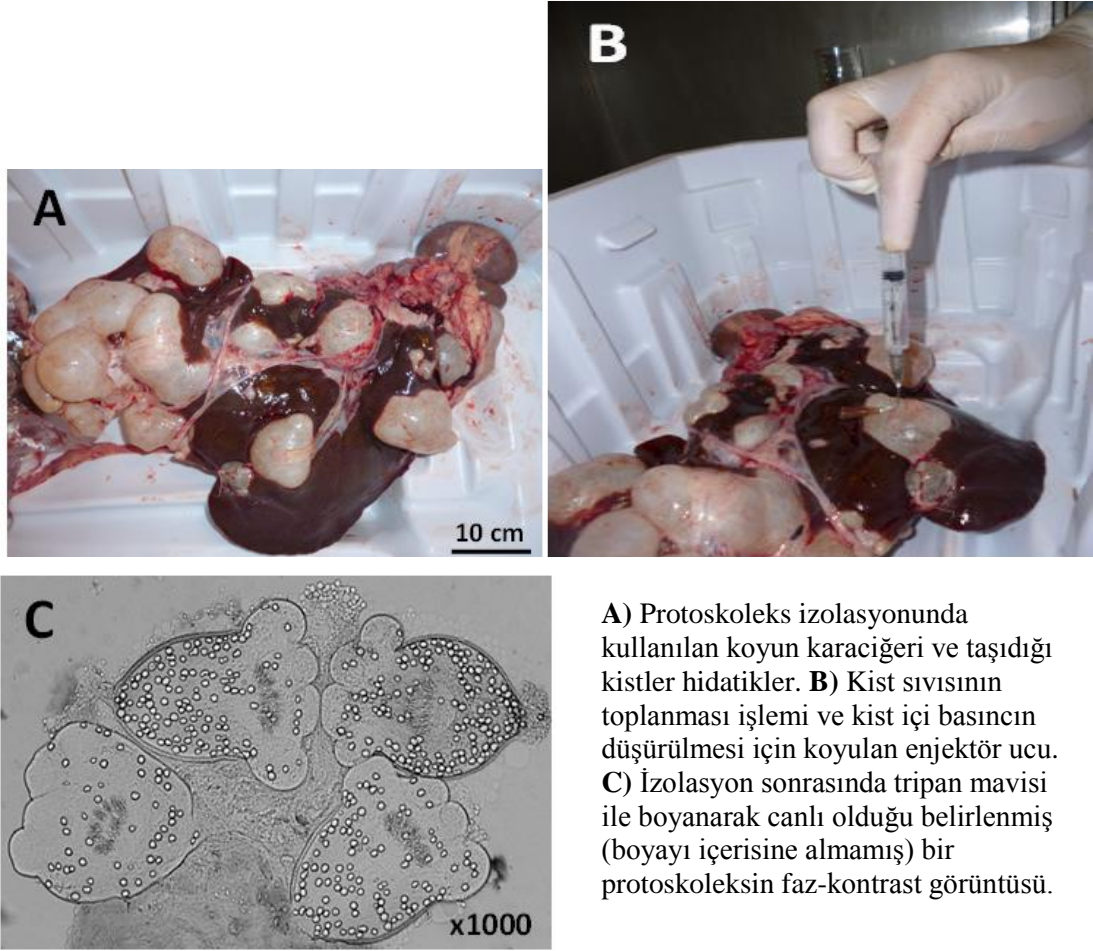 A
B
10 cm
C
x1000
A) Protoskoleks izolasyonunda
kullanılan koyun karaciğeri ve taşıdığı
kistler hidatikler. B) Kist sıvısının
toplanması işlemi ve kist içi basıncın
düşürülmesi için koyulan enjektör ucu.
C) İzolasyon sonrasında tripan mavisi
ile boyanarak canlı olduğu belirlenmiş
(boyayı içerisine almamış) bir
protoskoleksin faz-kontrast görüntüsü.